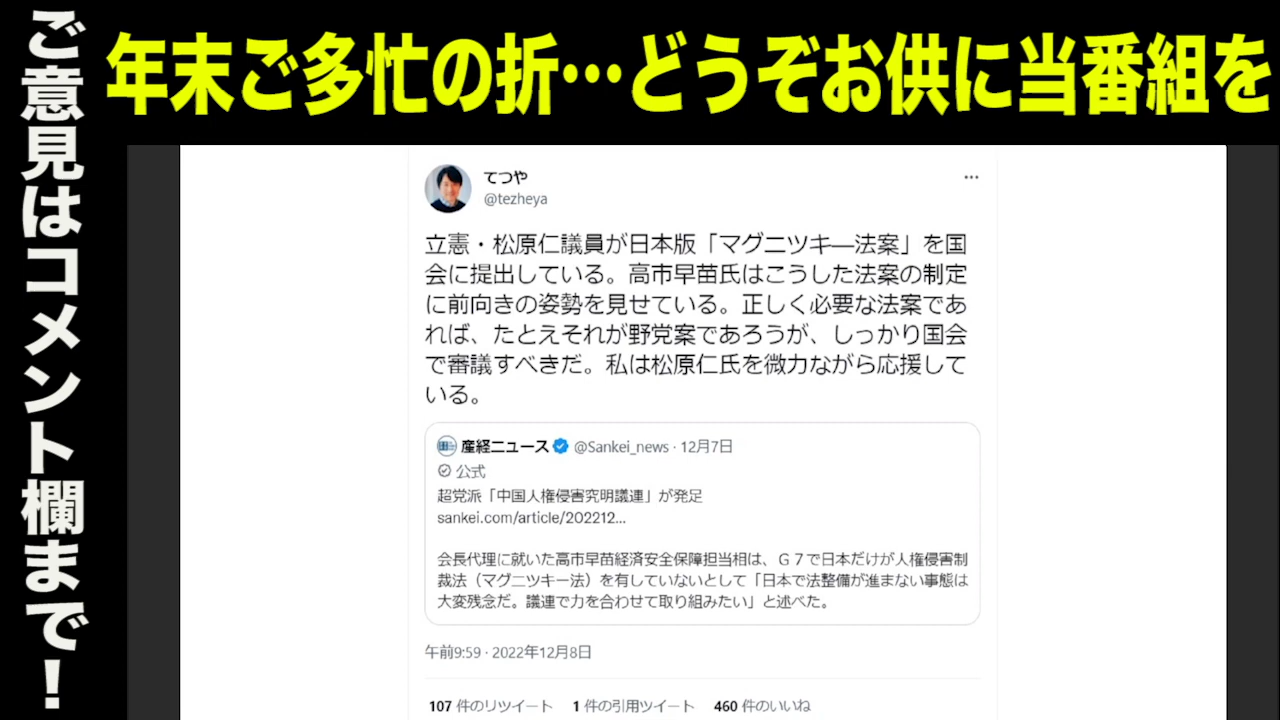 年末ご多忙の折…どうぞお供に当番組を
ご意見はコメント欄まで!
てつや
@tezheya
立憲・松原仁議員が日本版「マグニツキ―法案」を国
会に提出している。高市早苗氏はこうした法案の制定
に前向きの姿勢を見せている。正しく必要な法案であ
れば、たとえそれが野党案であろうが、しっかり国会
で審議すべきだ。私は松原仁氏を微力ながら応援して
いる。
産経ニュース @Sankei_news · 12月7日
公式
超党派「中国人権侵害究明議連」が発足
sankei.com/article/202212...
会長代理に就いた高市早苗経済安全保障担当相は、G7で日本だけが人権侵害制
裁法（マグニツキー法）を有していないとして「日本で法整備が進まない事態は
大変残念だ。議連で力を合わせて取り組みたい」と述べた。
午前9:59 · 2022年12月8日
107 件のリツイート 1 件の引用ツイート 460 件のいいね